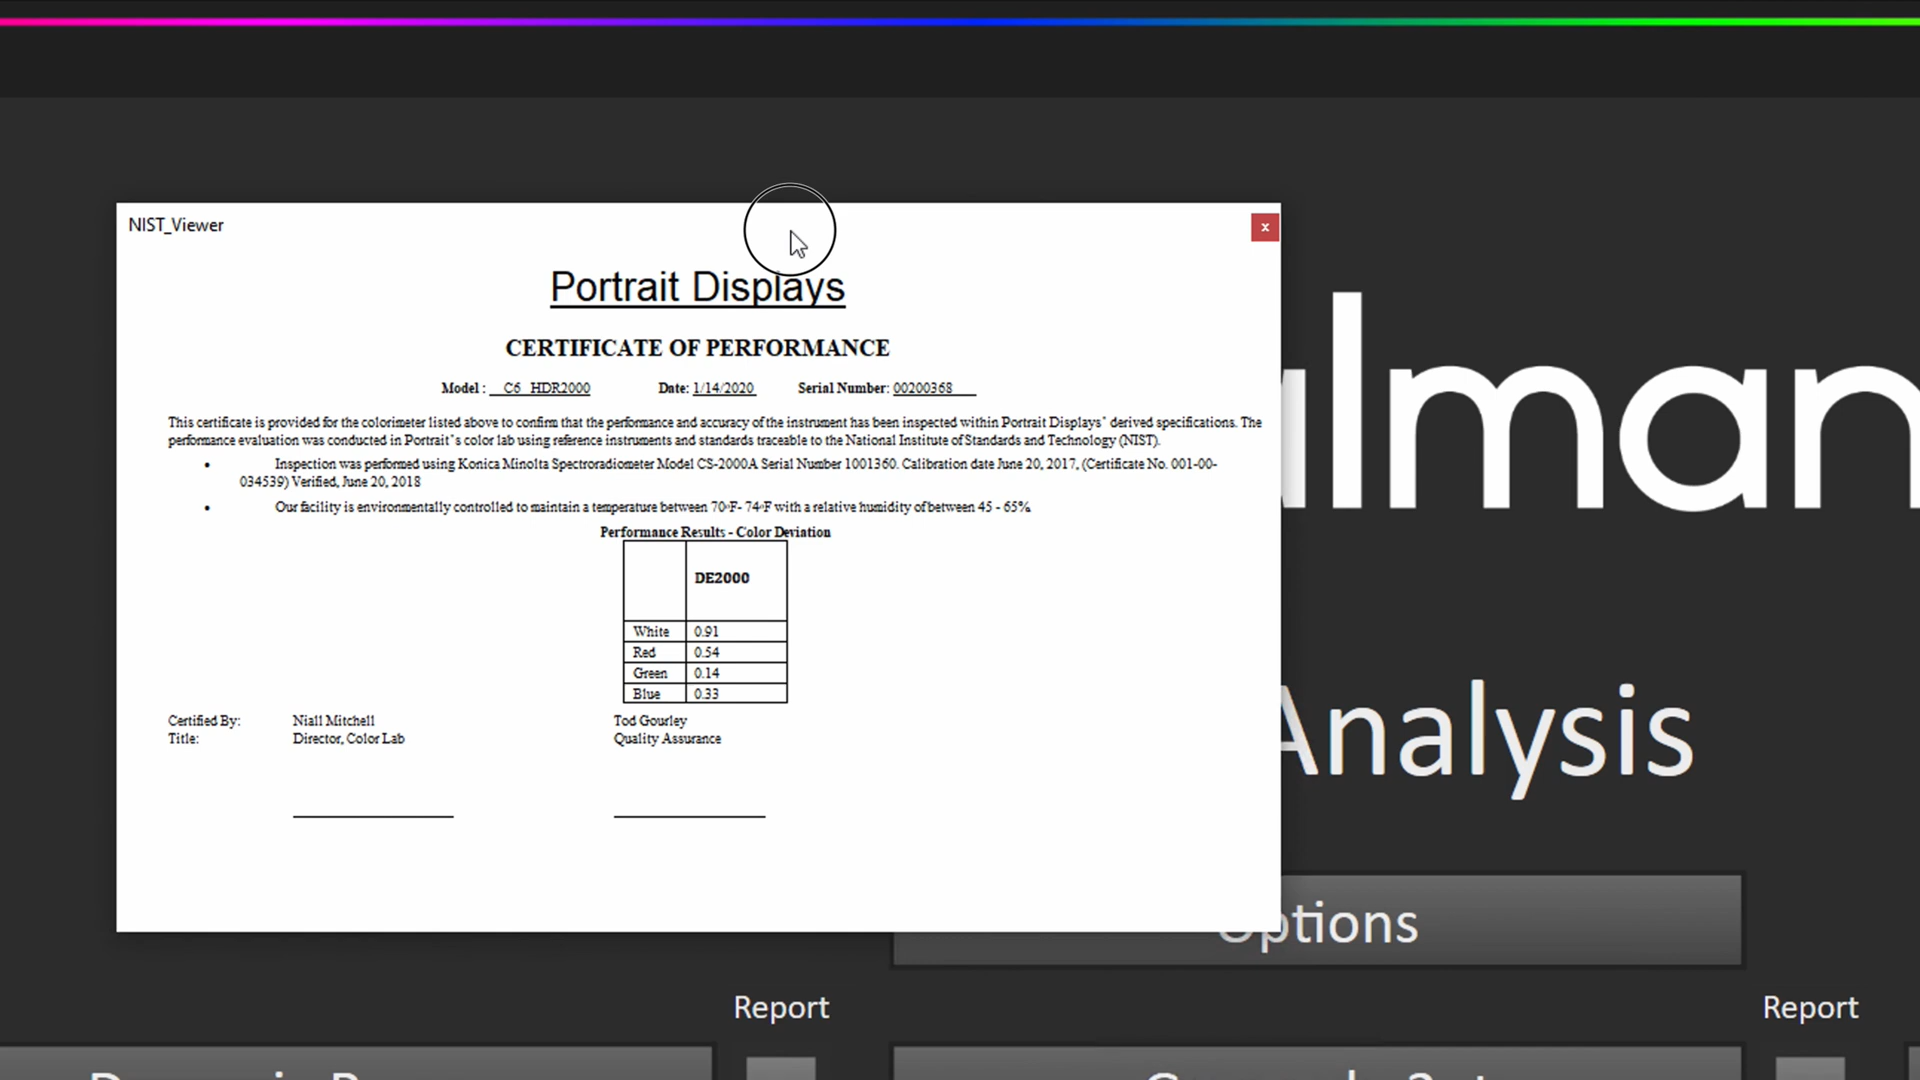 NIST_Viewer
x
Portrait Displays
CERTIFICATE OF PERFORMANCE
Model : C6 HDR2000 Date: 1/14/2020 Serial Number: 00200368
This certificate is provided for the colorimeter listed above to confirm that the performance and accuracy of the instrument has been inspected within Portrait Displays' derived specifications. The
performance evaluation was conducted in Portrait's color lab using reference instruments and standards traceable to the National Institute of Standards and Technology (NIST).
• Inspection was performed using Konica Minolta Spectroradiometer Model CS-2000A Serial Number 1001360. Calibration date June 20, 2017, (Certificate No. 001-00-
034539) Verified, June 20, 2018
• Our facility is environmentally controlled to maintain a temperature between 70ºF- 74ºF with a relative humidity of between 45 - 65%.
Performance Results - Color Deviation
DE2000
White 0.91
Red 0.54
Green 0.14
Blue 0.33
Certified By: Niall Mitchell Tod Gourley
Title: Director, Color Lab Quality Assurance
lman
Analysis
Options
Report
Report